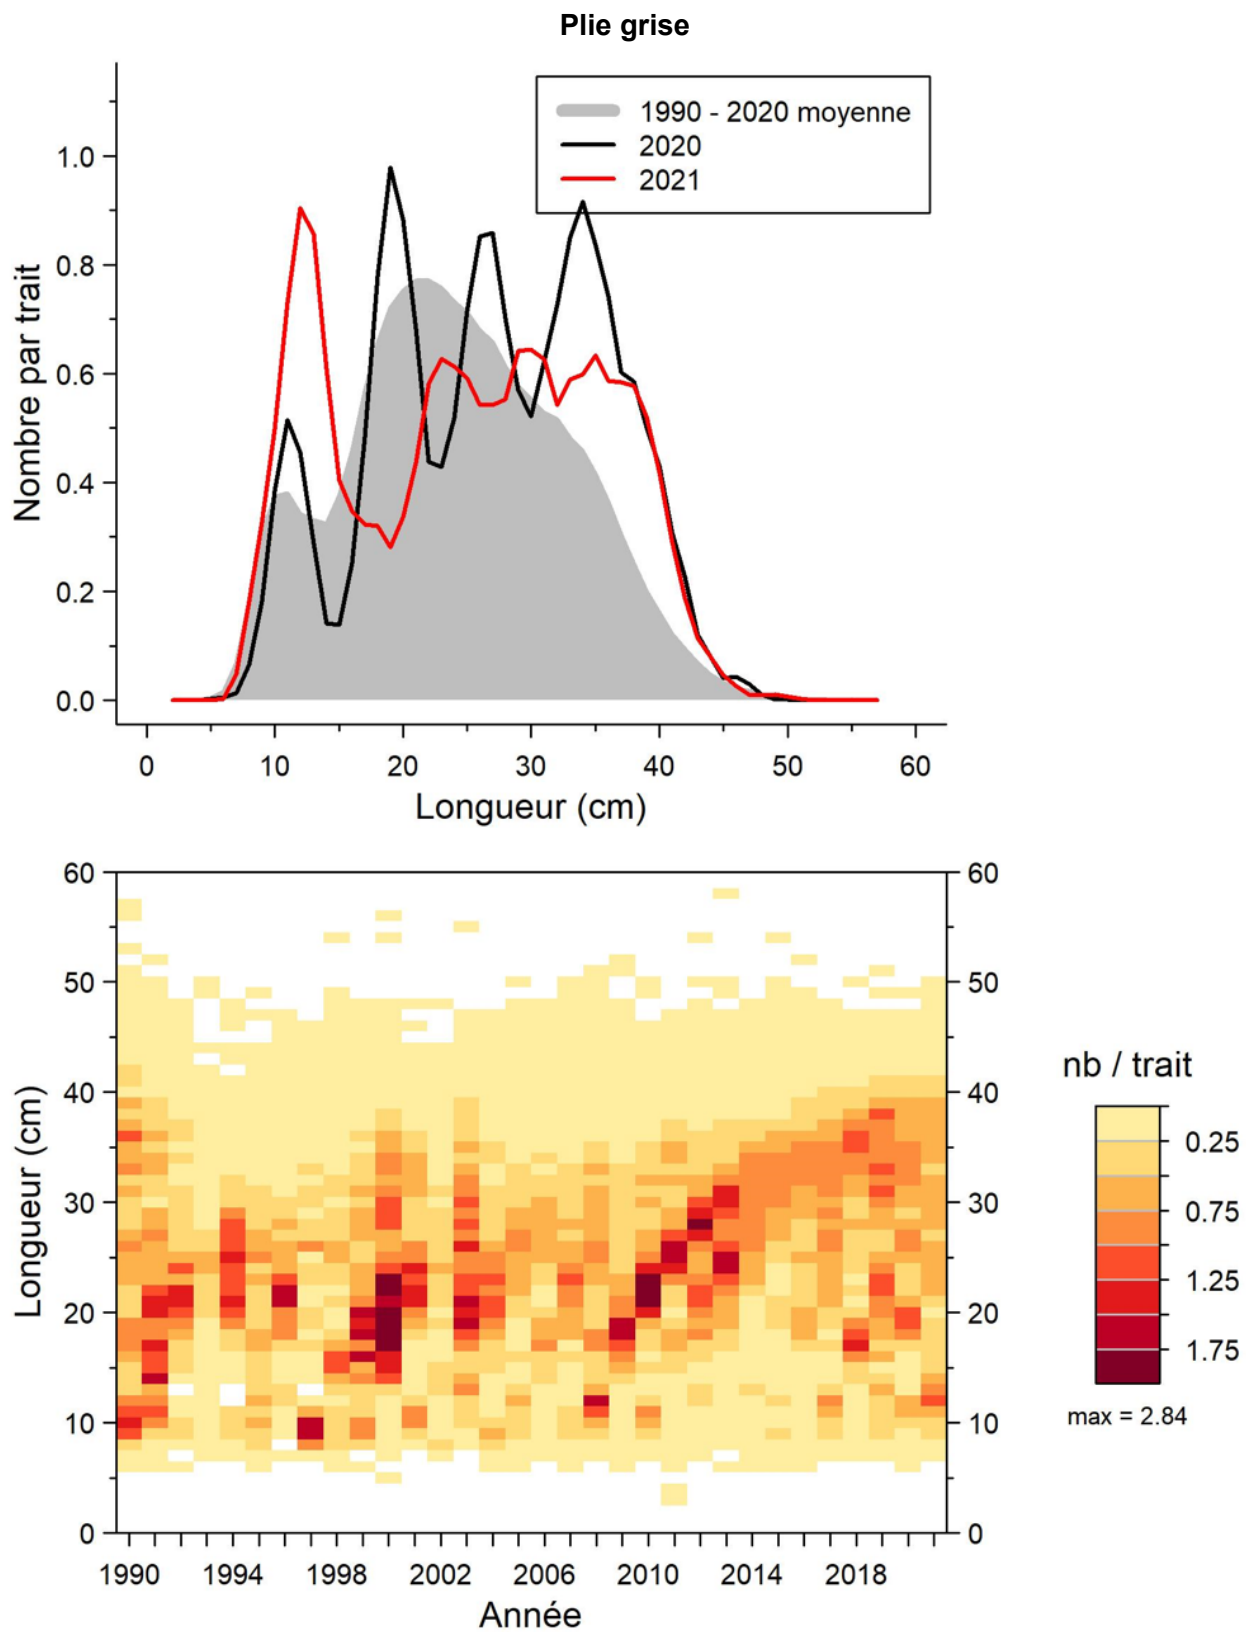 Plie grise
1990 - 2020 moyenne
2020
2021
Nombre par trait
1.0
0.8
0.6
0.4
0.2
0.0
0 10 20 30 40 50 60
Longueur (cm)
60 60
50 50
40 40
30 30
20 20
10 10
0 0
Longueur (cm)
1990 1994 1998 2002 2006 2010 2014 2018
Année
nb / trait
0.25
0.75
1.25
1.75
max = 2.84